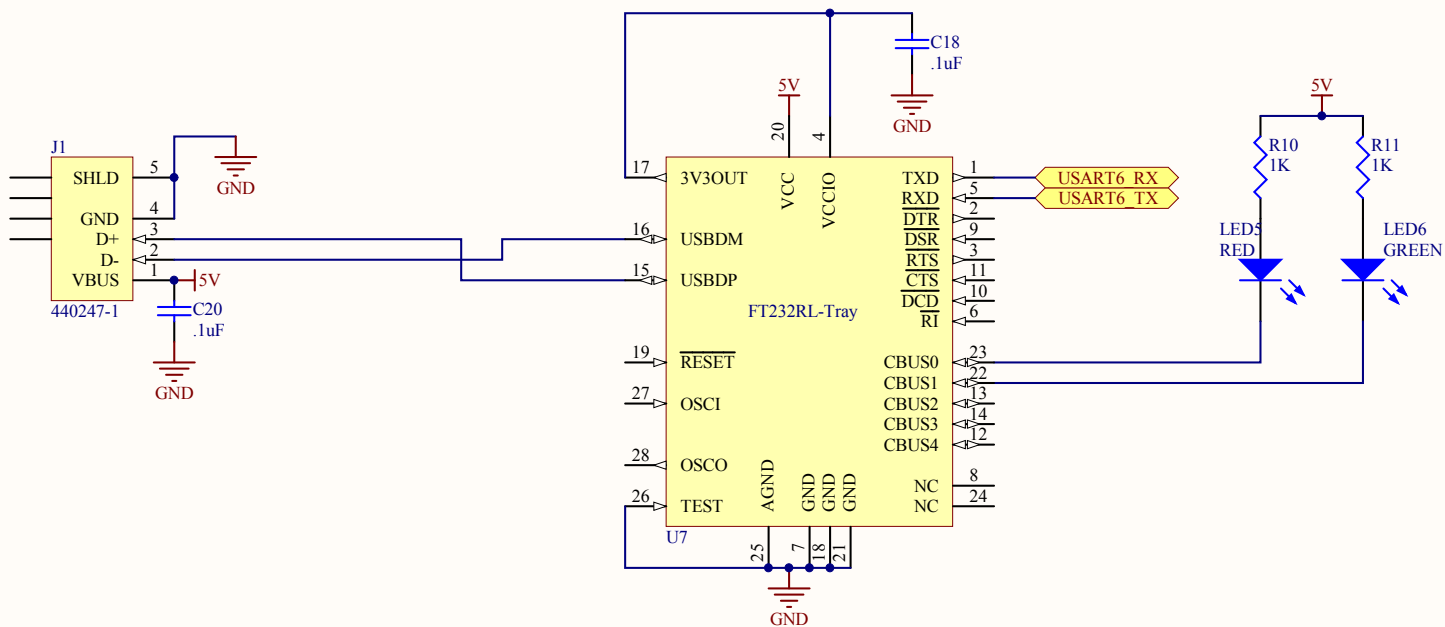 C18
.1uF
GND
5V
20
4
VCC
VCCIO
5V
R10
1K
R11
1K
LED5
RED
LED6
GREEN
J1
SHLD 5
GND 4
D+ 3
D- 2
VBUS 1
440247-1
GND
5V
C20
.1uF
GND
17 3V3OUT
16 USBDM
15 USBDP
19 RESET
27 OSCI
28 OSCO
26 TEST
FT232RL-Tray
TXD 1 USART6_RX
RXD 5 USART6_TX
DTR 2
DSR 9
RTS 3
CTS 11
DCD 10
RI 6
CBUS0 23
CBUS1 22
CBUS2 13
CBUS3 14
CBUS4 12
NC 8
NC 24
AGND
GND
GND
GND
U7
25
7
18
21
GND